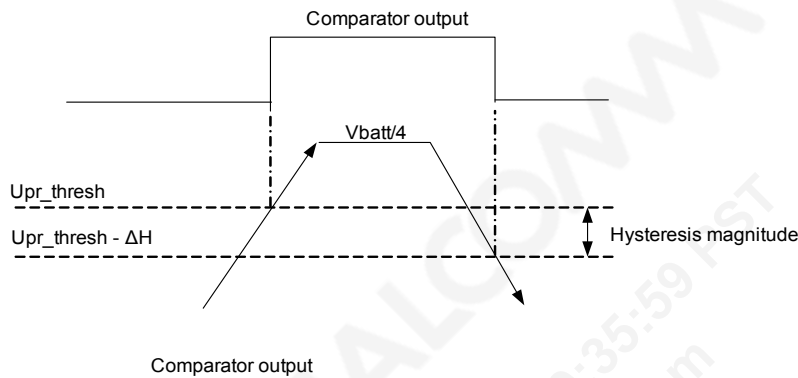 Comparator output
Vbatt/4
Upr_thresh
Upr_thresh - ΔH
Hysteresis magnitude
Comparator output